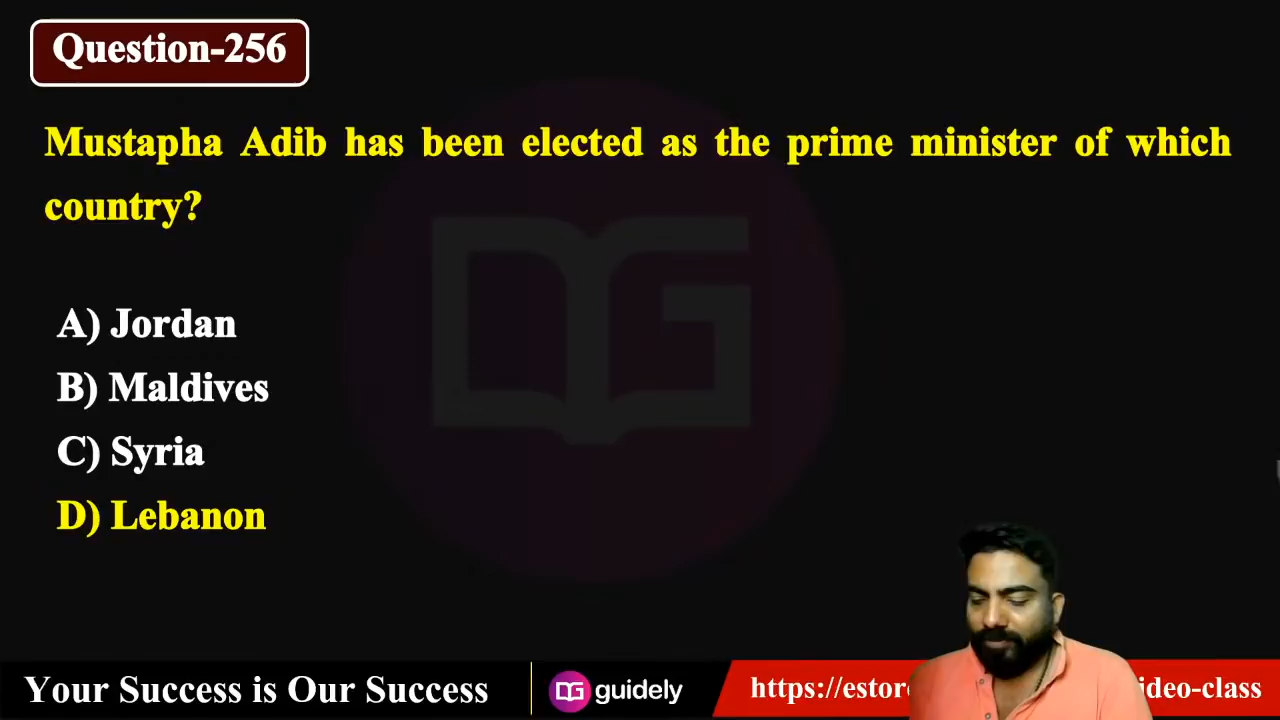 Question-256
Mustapha Adib has been elected as the prime minister of which
country?
A) Jordan
B) Maldives
C) Syria
D) Lebanon
Your Success is Our Success
DG guidely
https://estor
ideo-class